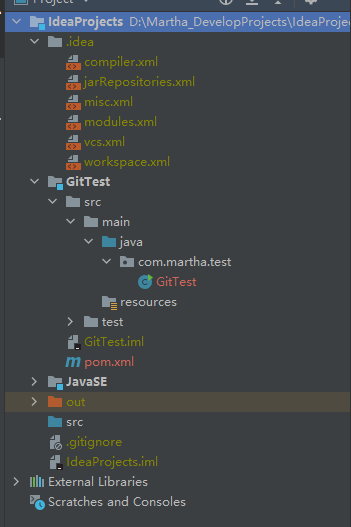 Project
IdeaProjects D:\Martha_DevelopProjects\IdeaProjec
.idea
compiler.xml
jarRepositories.xml
misc.xml
modules.xml
vcs.xml
workspace.xml
GitTest
src
main
java
com.martha.test
GitTest
resources
test
GitTest.iml
pom.xml
JavaSE
out
src
.gitignore
IdeaProjects.iml
External Libraries
Scratches and Consoles